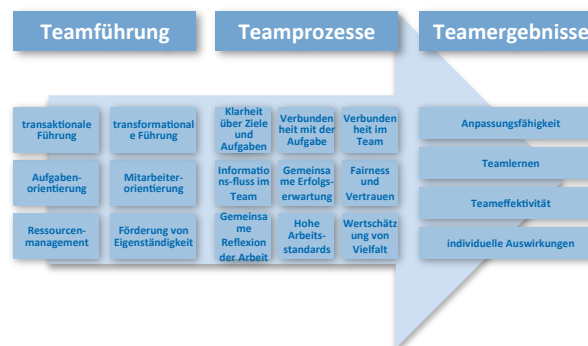 Teamführung
Teamprozesse
Teamergebnisse
transaktionale
Führung
transformational
e Führung
Aufgaben-
orientierung
Mitarbeiter-
orientierung
Ressourcen-
management
Förderung von
Eigenständigkeit
Klarheit
über Ziele
und
Aufgaben
Verbunden
heit mit der
Aufgabe
Verbunden
heit im
Team
Informatio
ns-fluss im
Team
Gemeinsa
me Erfolgs-
erwartung
Fairness
und
Vertrauen
Gemeinsa
me
Reflexion
der Arbeit
Hohe
Arbeits-
standards
Wertschätz
ung von
Vielfalt
Anpassungsfähigkeit
Teamlernen
Teameffektivität
individuelle Auswirkungen